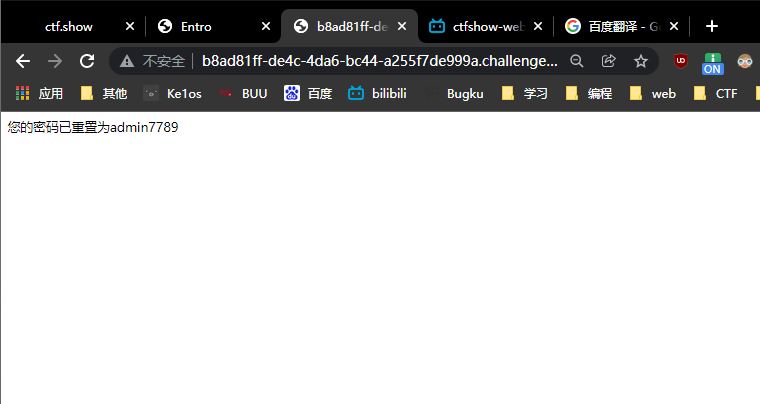 ctf.show Entro b8ad81ff-de ctfshow-web 百度翻译 - Go
不安全 b8ad81ff-de4c-4da6-bc44-a255f7de999a.challenge...
ON
应用 其他 Ke1os BUU 百度 bilibili Bugku 学习 编程 web CTF
您的密码已重置为admin7789